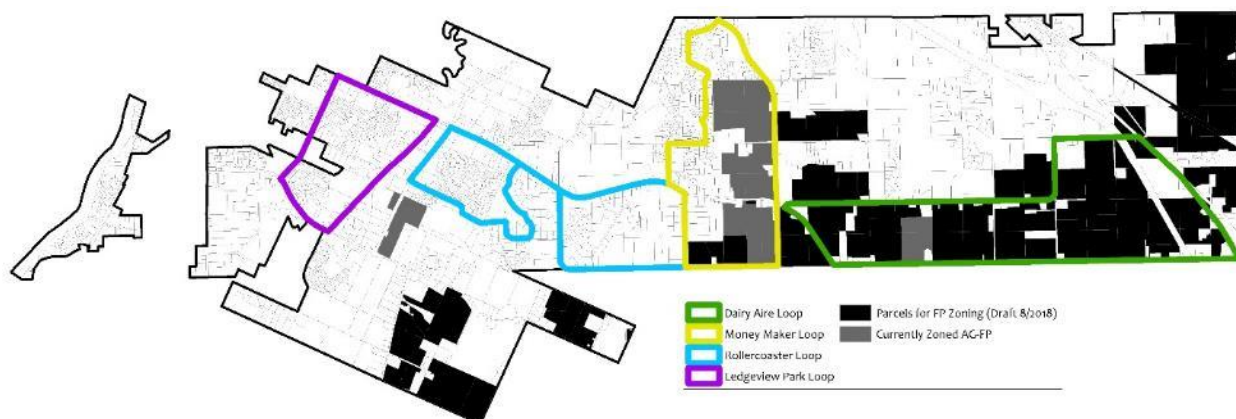 Dairy Aire Loop
Money Maker Loop
Rollercoaster Loop
Ledgeview Park Loop
Parcels for FP Zoning (Draft 8/2018)
Currently Zoned AG-FP